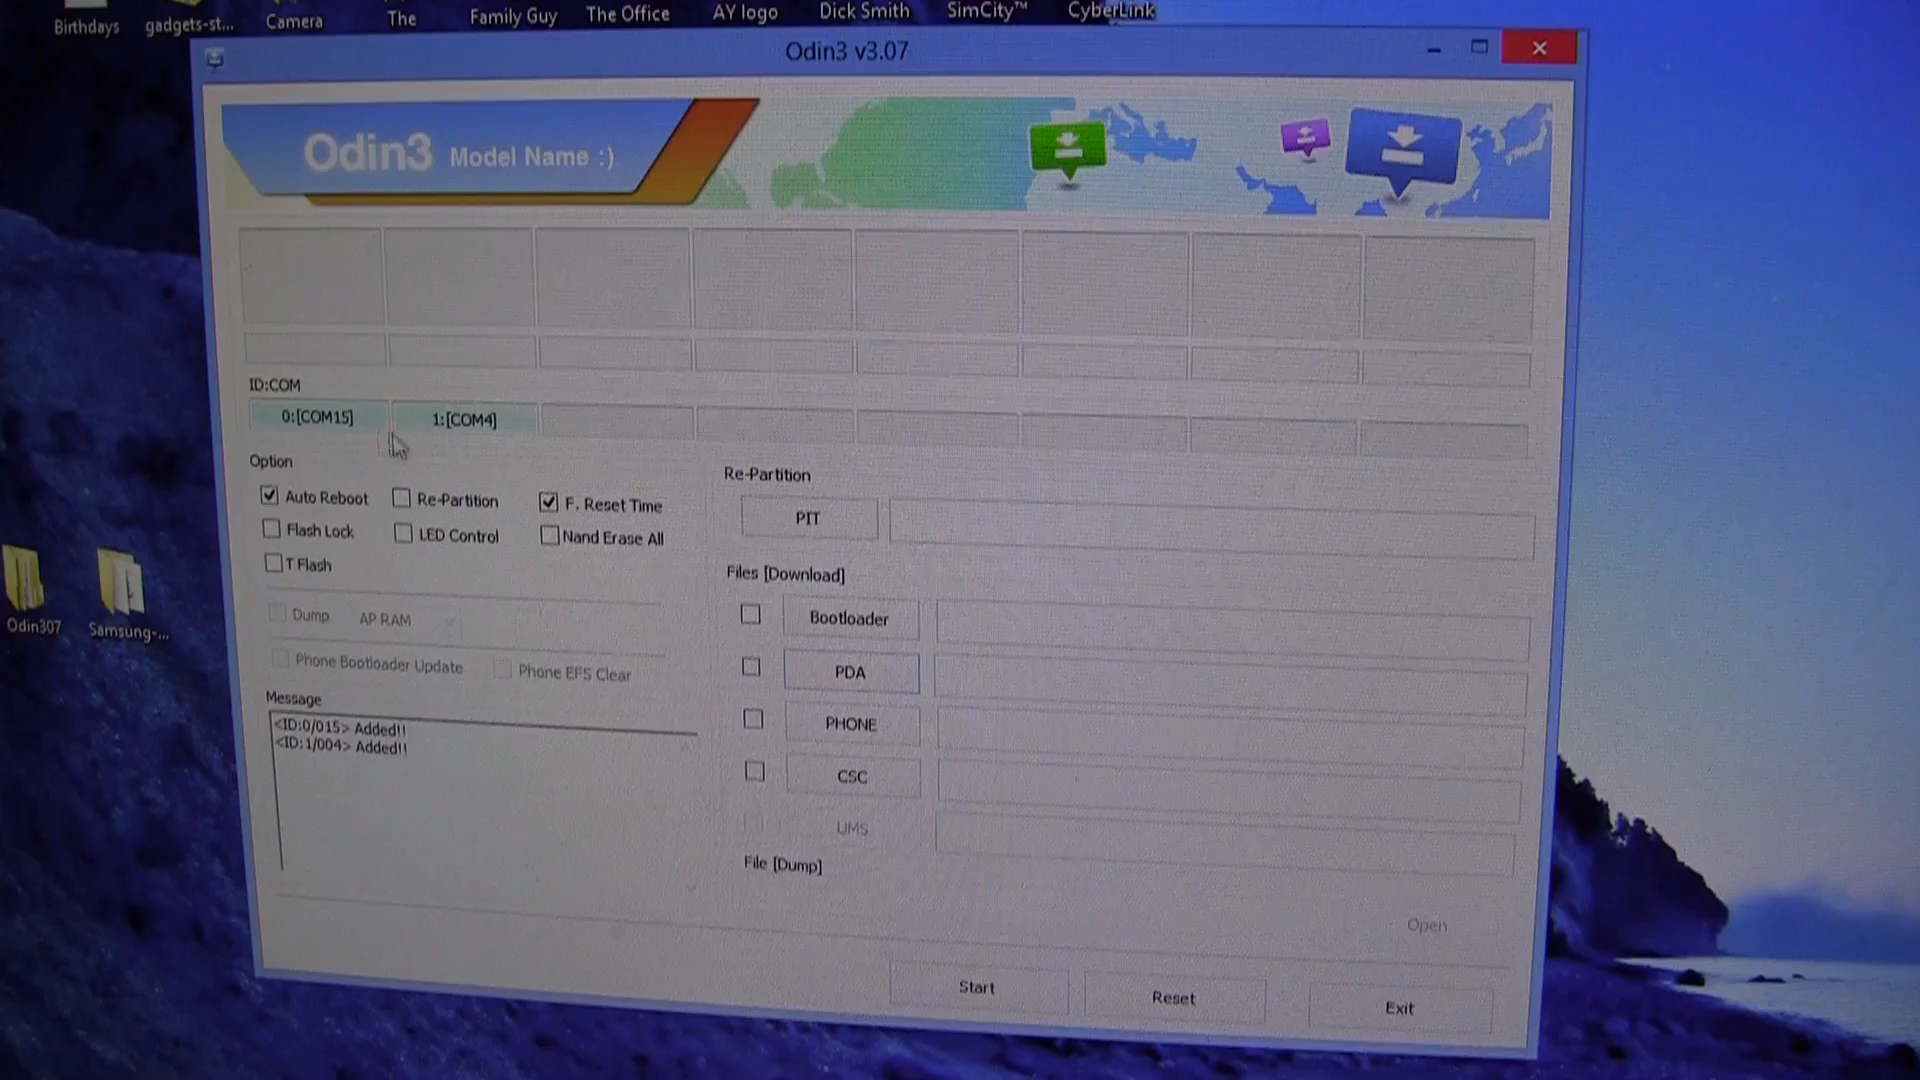 Birthdays
gadgets-st...
Camera
The
Family Guy
The Office
AY logo
Dick Smith
SimCity™
CyberLink
Odin3 v3.07
Odin3 Model Name :)
ID:COM
0:[COM15]
1:[COM4]
Option
Auto Reboot
Re-Partition
F. Reset Time
Flash Lock
LED Control
Nand Erase All
T Flash
Dump
AP RAM
Phone Bootloader Update
Phone EFS Clear
Message
<ID:0/015> Added!!
<ID:1/004> Added!!
Re-Partition
PIT
Files [Download]
Bootloader
PDA
PHONE
CSC
UMS
File [Dump]
Open
Start
Reset
Exit
Odin307
Samsung-...